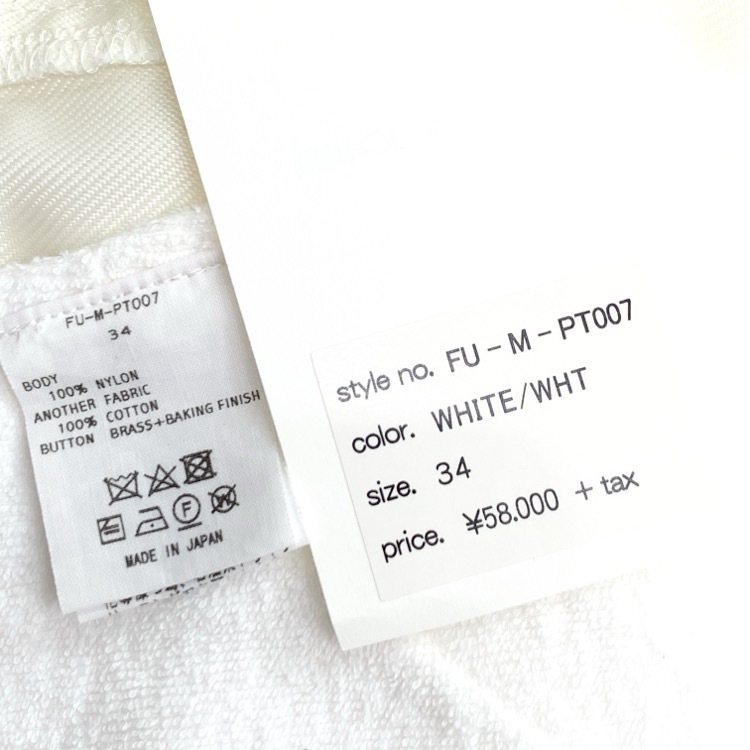 FU-M-PT007
34
BODY
100% NYLON
ANOTHER FABRIC
100% COTTON
BUTTON BRASS+BAKING FINISH
MADE IN JAPAN
style no. FU-M-PT007
color. WHITE/WHT
size. 34
price. ¥58.000 + tax